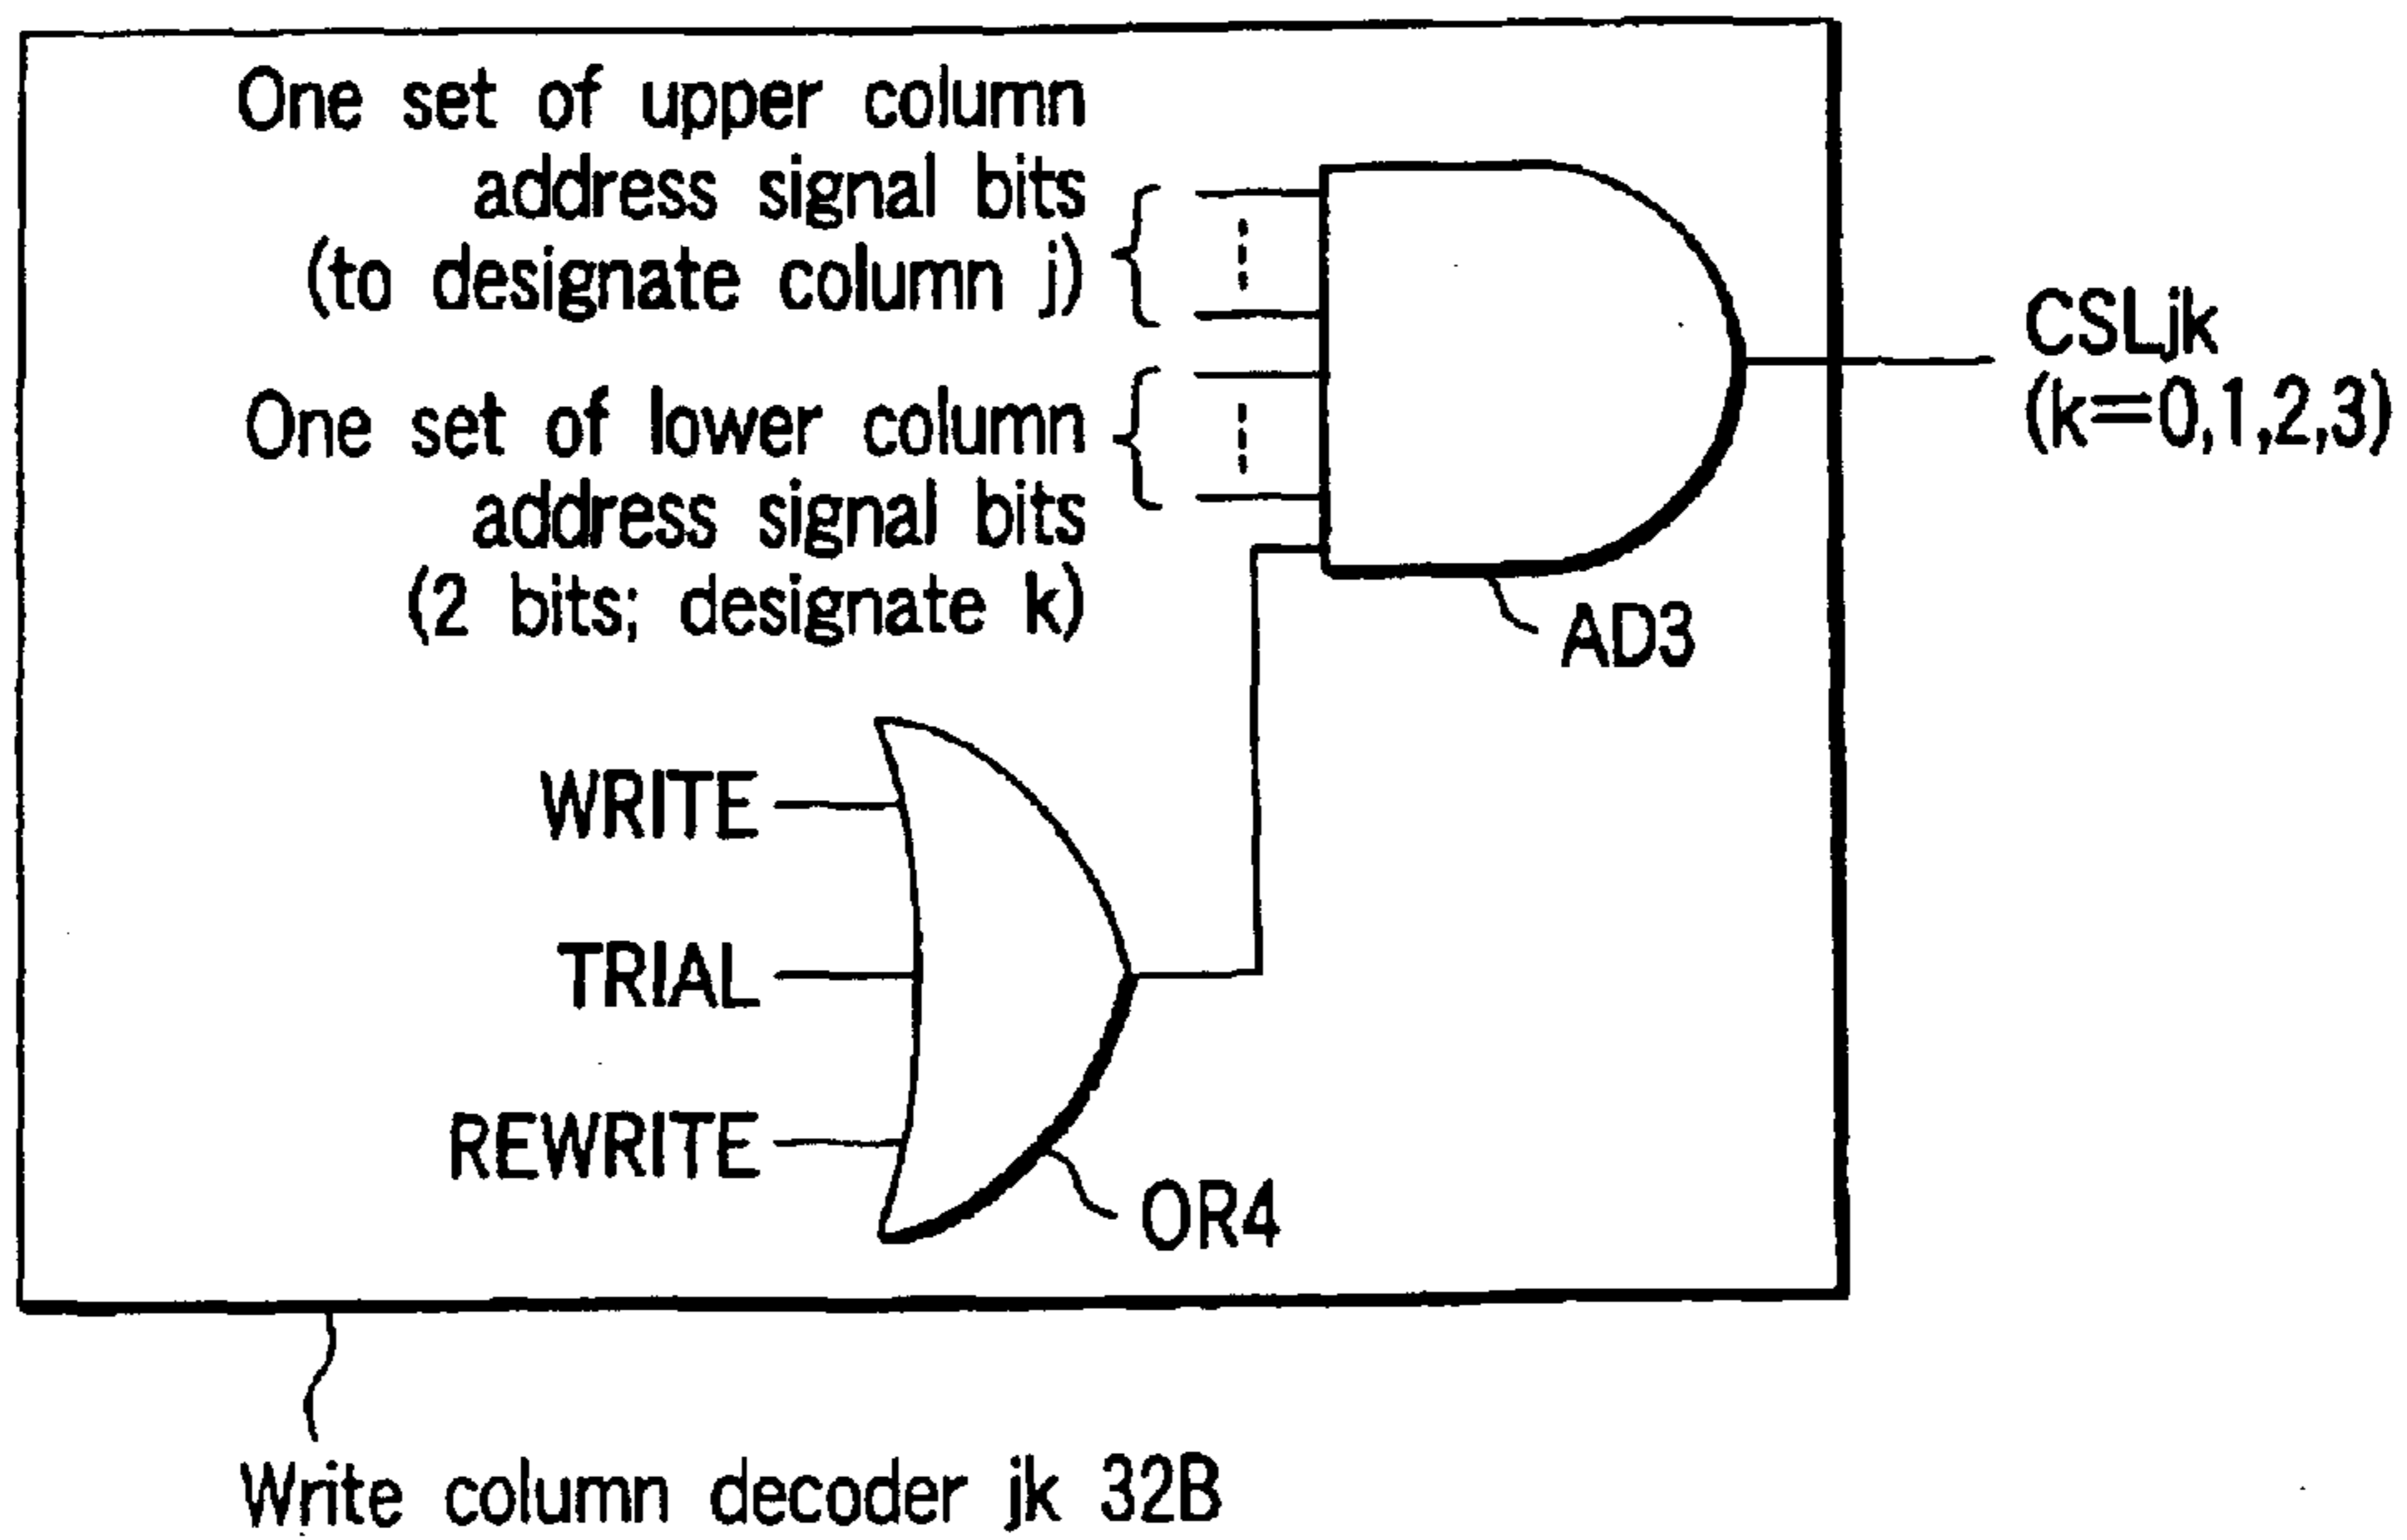 One set of upper column
address signal bits
(to designate column j)
CSLjk
(k=0,1,2,3)
One set of lower column
address signal bits
(2 bits; designate k)
AD3
WRITE
TRIAL
REWRITE
OR4
Write column decoder jk 32B